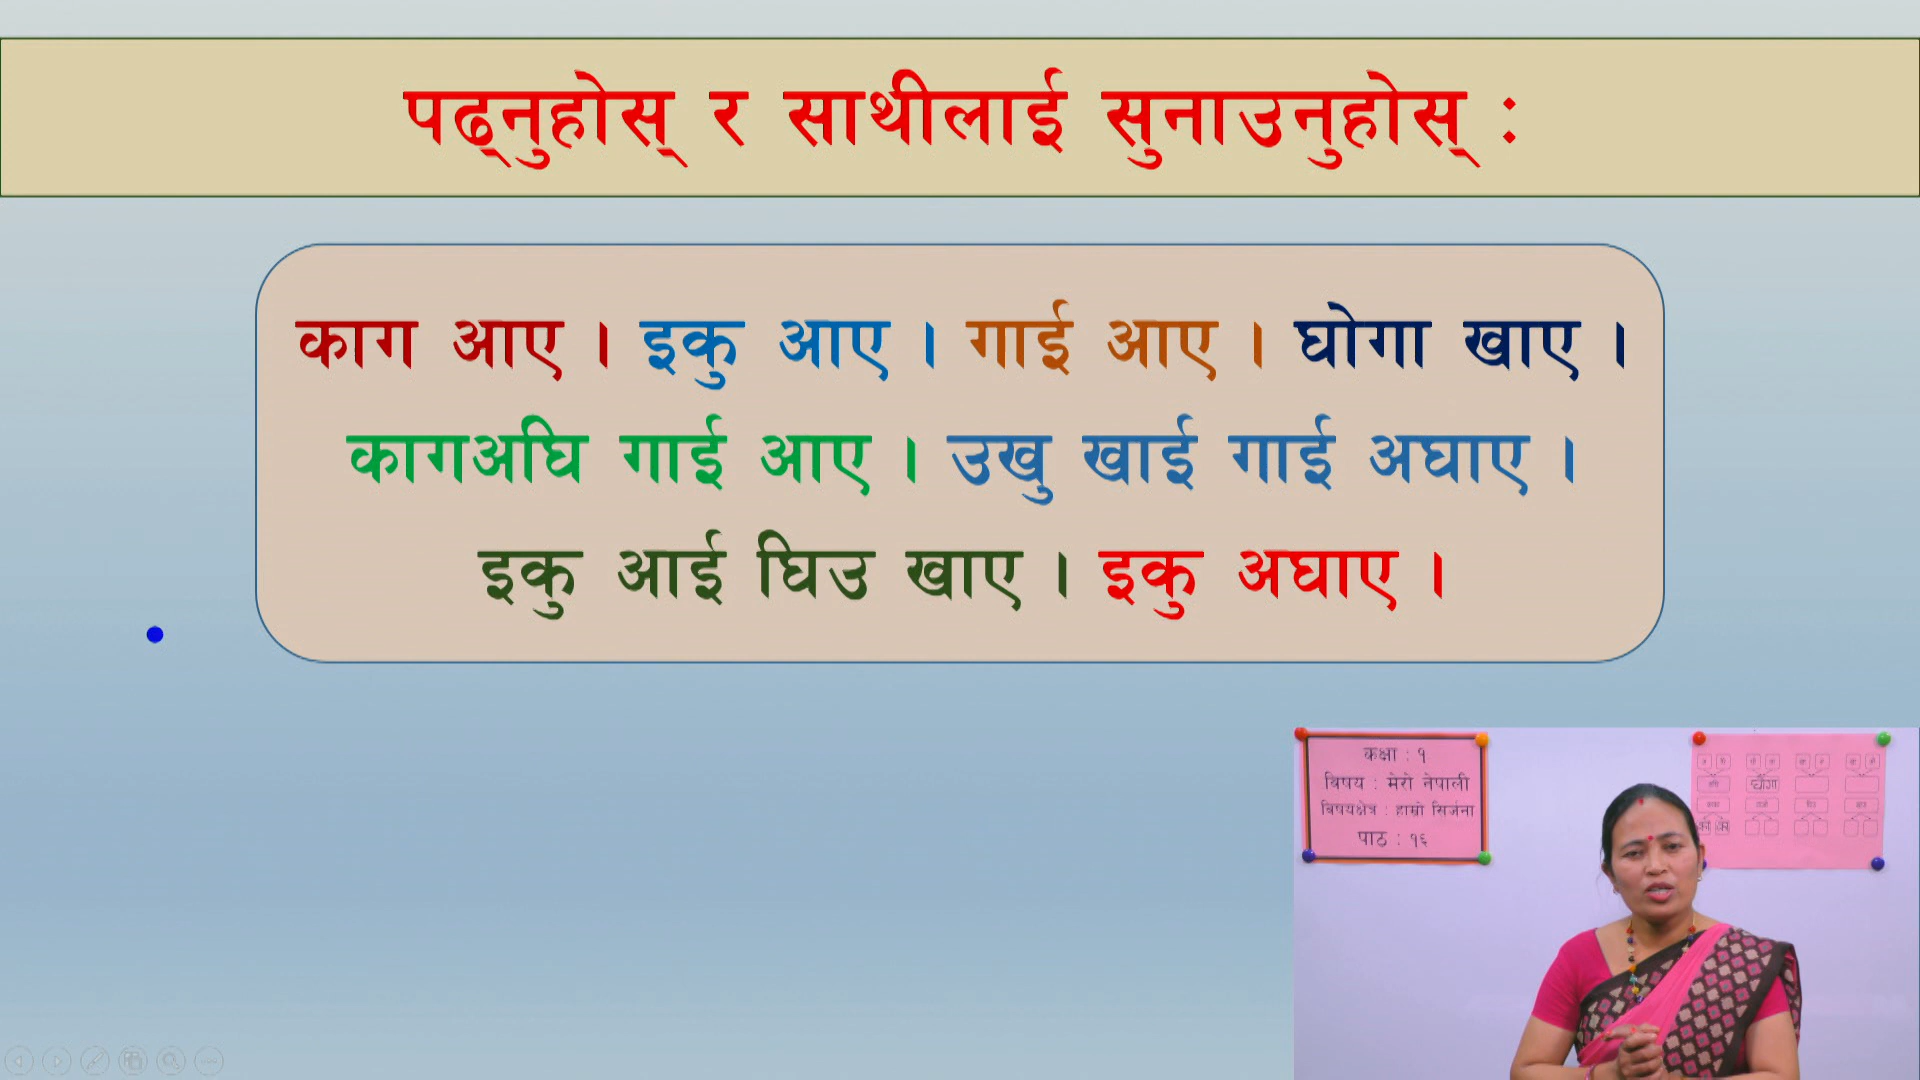 पढ्नुहोस् र साथीलाई सुनाउनुहोस् :
काग आए । इकु आए । गाई आए । घोगा खाए ।
कागअघि गाई आए । उखु खाई गाई अघाए ।
इकु आई घिउ खाए । इकु अघाए ।
कक्षा : १
बिषय : मेरो नेपाली
बिषयक्षेत्र : हाम्रो सिर्जना
पाठ : १६
घोगा